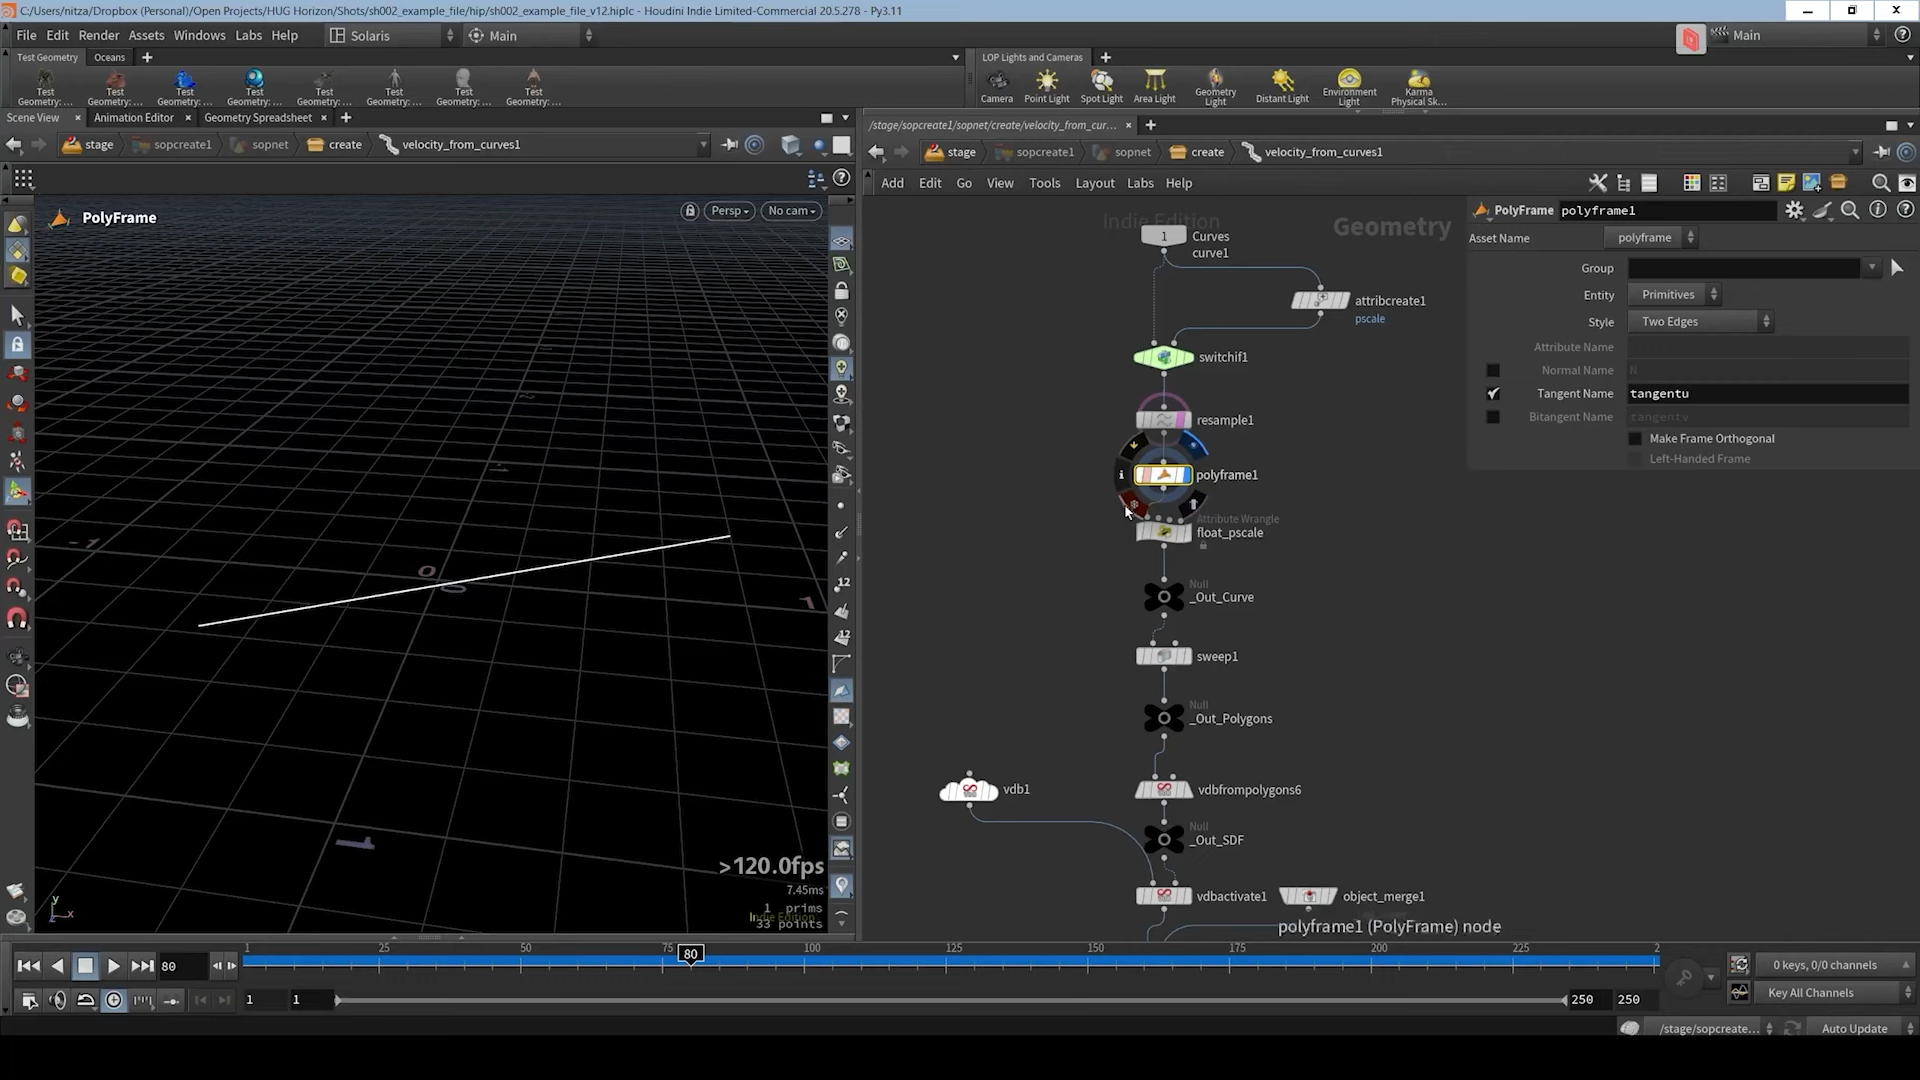 C:/Users/nitza/Dropbox (Personal)/Open Projects/HUG Horizon/Shots/sh002_example_file/hip/sh002_example_file_v12.hiplc - Houdini Indie Limited-Commercial 20.5.278 - Py3.11
File Edit Render Assets Windows Labs Help Solaris Main Main
Test Geometry Oceans LOP Lights and Cameras
Test Geometry: ... Test Geometry: ... Test Geometry: ... Test Geometry: ... Test Geometry: ... Test Geometry: ... Test Geometry: ... Test Geometry: ...
Camera Point Light Spot Light Area Light Geometry Light Distant Light Environment Light Karma Physical Sk...
Scene View Animation Editor Geometry Spreadsheet
/stage/sopcreate1/sopnet/create/velocity_from_cur...
stage sopcreate1 sopnet create velocity_from_curves1
stage sopcreate1 sopnet create velocity_from_curves1
Add Edit Go View Tools Layout Labs Help
PolyFrame
Persp No cam
Indie Edition
Geometry
1 Curves
curve1
attribcreate1
pscale
switchif1
resample1
polyframe1
Attribute Wrangle
float_pscale
Null
_Out_Curve
sweep1
Null
_Out_Polygons
vdb1
vdbfrompolygons6
Null
_Out_SDF
vdbactivate1
object_merge1
polyframe1 (PolyFrame) node
PolyFrame polyframe1
Asset Name polyframe
Group
Entity Primitives
Style Two Edges
Attribute Name
Normal Name N
Tangent Name tangentu
Bitangent Name tangentv
Make Frame Orthogonal
Left-Handed Frame
-1
0
0
1
12
12
>120.0fps
7.45ms
1 prims
Indie Edition
33 points
y
x
1 25 50 75 100 125 150 175 200 225 2
80
80
0 keys, 0/0 channels
1 1 250 250
Key All Channels
/stage/sopcreate... Auto Update